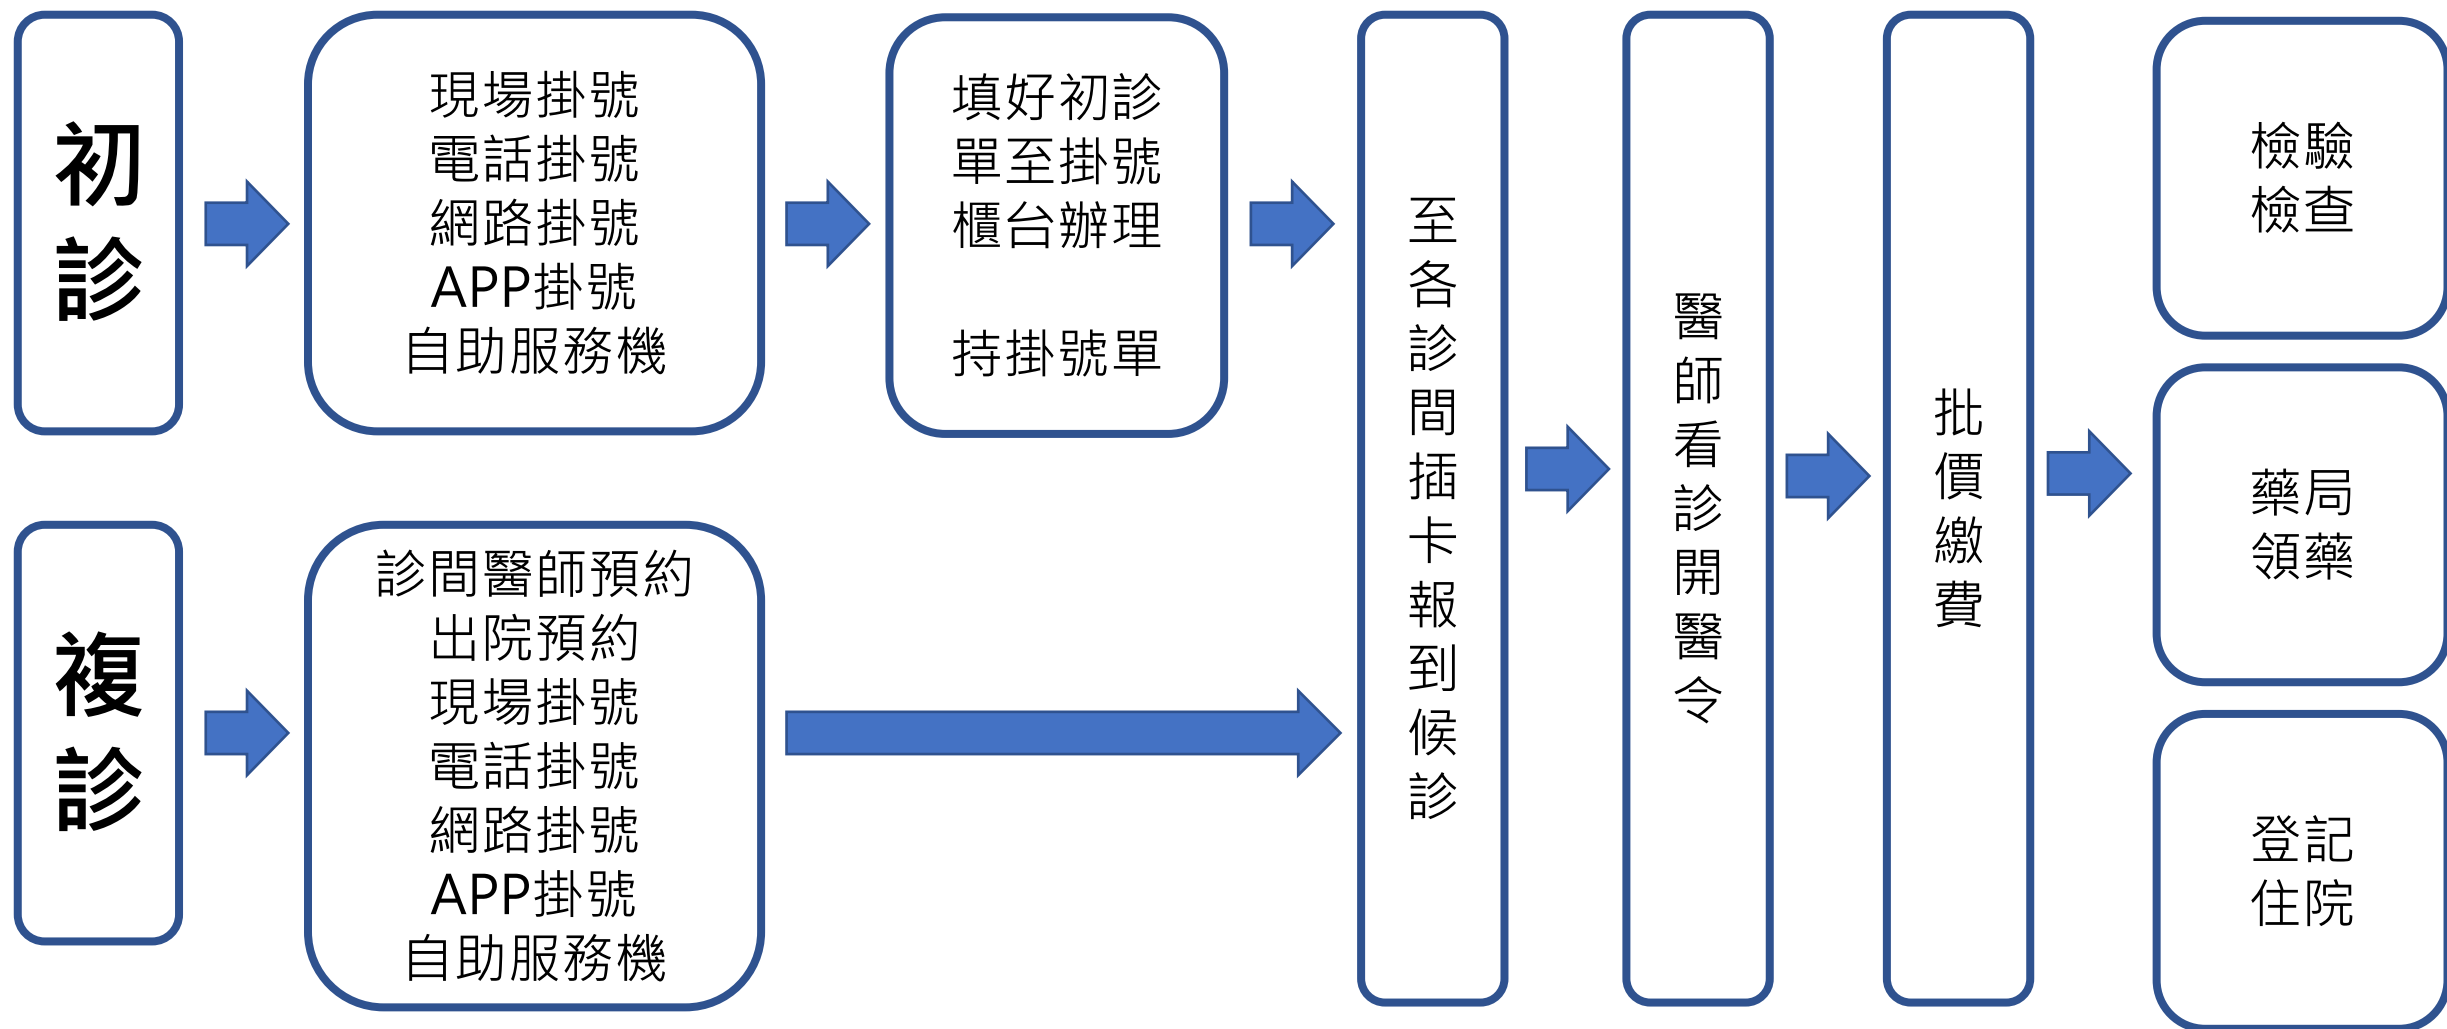 初診
現場掛號
電話掛號
網路掛號
APP掛號
自助服務機
填好初診
單至掛號
櫃台辦理
持掛號單
複診
診間醫師預約
出院預約
現場掛號
電話掛號
網路掛號
APP掛號
自助服務機
至各診間插卡報到候診
醫師看診開醫令
批價繳費
檢驗
檢查
藥局
領藥
登記
住院